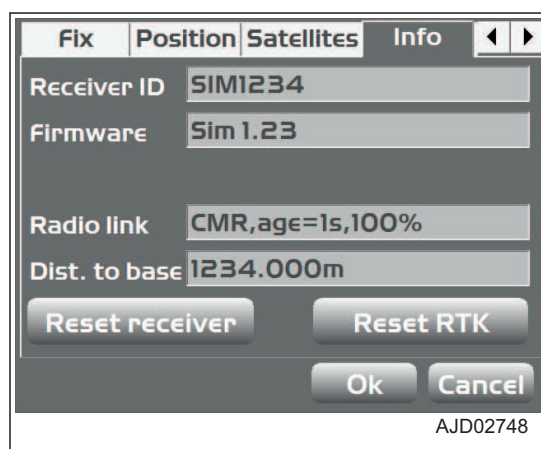 Fix Position Satellites Info
Receiver ID SIM1234
Firmware Sim 1.23
Radio link CMR,age=1s,100%
Dist. to base 1234.000m
Reset receiver Reset RTK
Ok Cancel
AJD02748